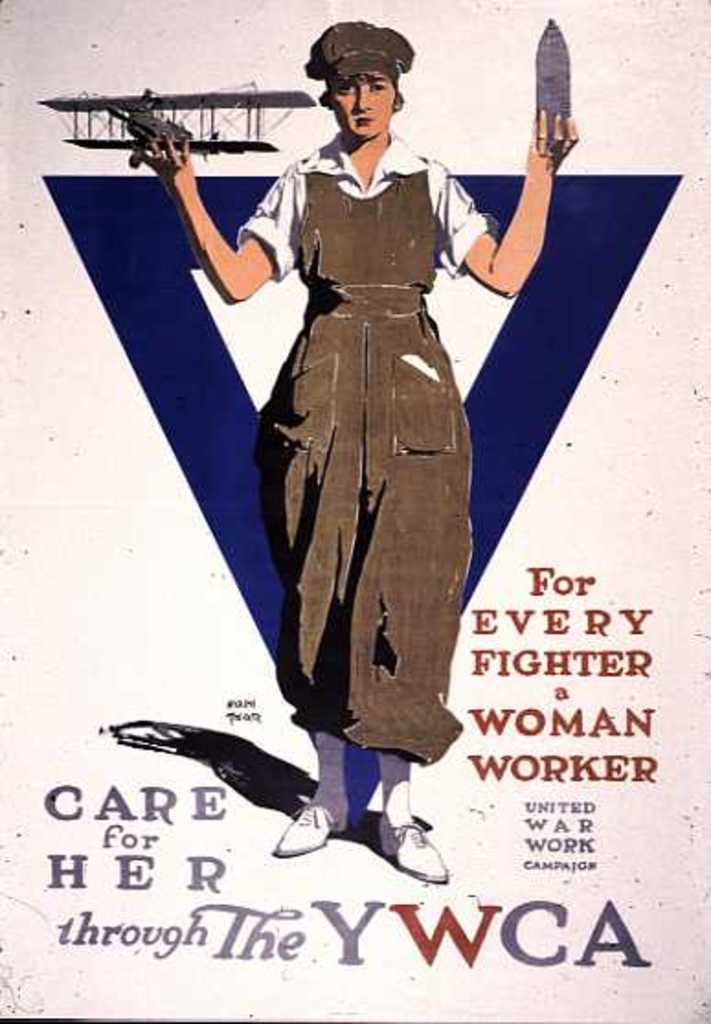 For
EVERY
FIGHTER
a
WOMAN
WORKER
UNITED
WAR
WORK
CAMPAIGN
CARE
for
HER
through The YWCA